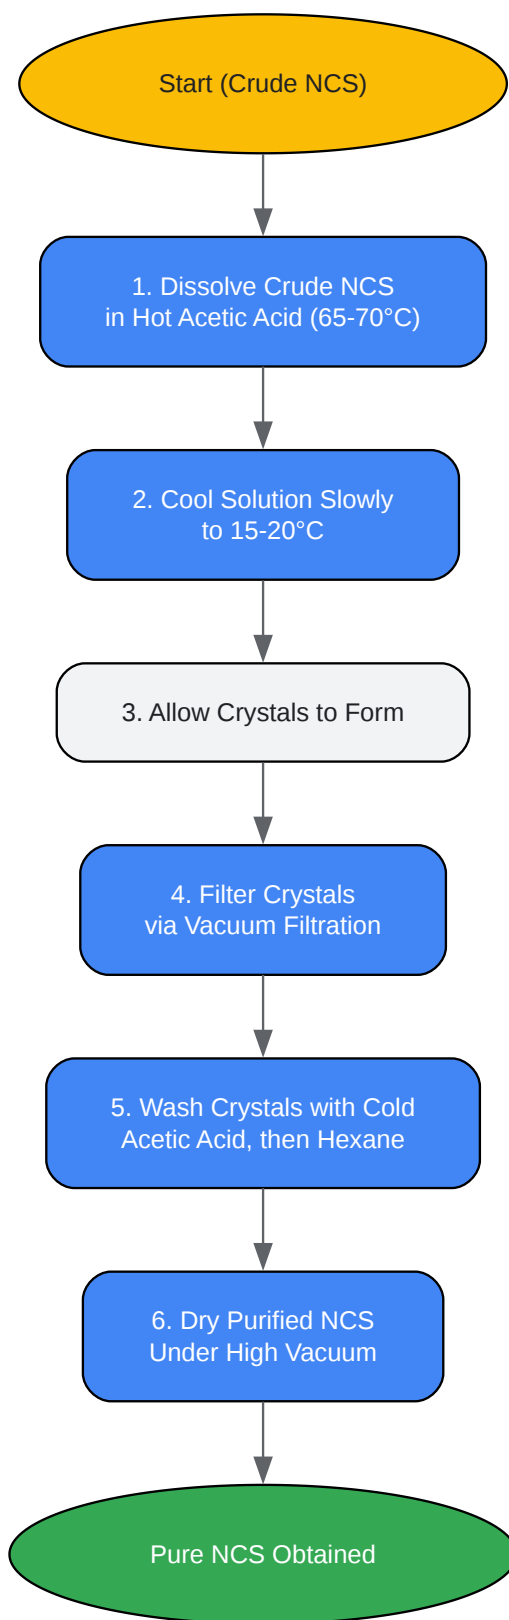 Start (Crude NCS)
1. Dissolve Crude NCS
in Hot Acetic Acid (65-70°C)
2. Cool Solution Slowly
to 15-20°C
3. Allow Crystals to Form
4. Filter Crystals
via Vacuum Filtration
5. Wash Crystals with Cold
Acetic Acid, then Hexane
6. Dry Purified NCS
Under High Vacuum
Pure NCS Obtained